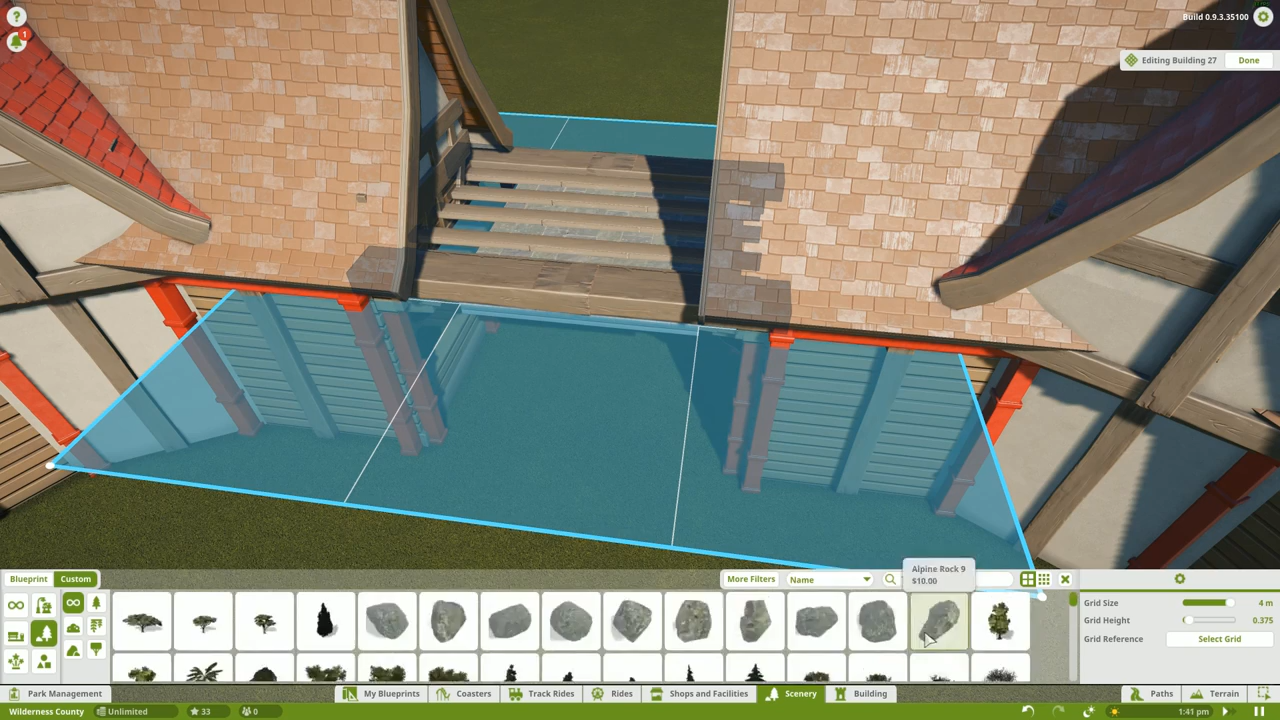 ?
Build 0.9.3.35100
1
Editing Building 27
Done
Alpine Rock 9
$10.00
Blueprint
Custom
More Filters
Name
Grid Size
4 m
Grid Height
0.375
Grid Reference
Select Grid
Park Management
My Blueprints
Coasters
Track Rides
Rides
Shops and Facilities
Scenery
Building
Paths
Terrain
Wilderness County
Unlimited
33
0
1:41 pm